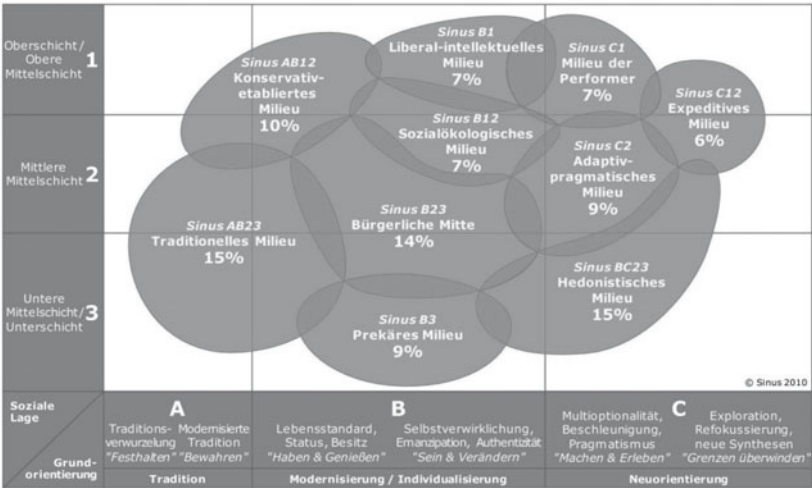 Oberschicht/
Obere
Mittelschicht
1
Mittlere
Mittelschicht
2
Untere
Mittelschicht/
Unterschicht
3
Sinus AB12
Konservativ-
etabliertes
Milieu
10%
Sinus B1
Liberal-intellektuelles
Milieu
7%
Sinus C1
Milieu der
Performer
7%
Sinus C12
Expeditives
Milieu
6%
Sinus B12
Sozialökologisches
Milieu
7%
Sinus C2
Adaptiv-
pragmatisches
Milieu
9%
Sinus AB23
Traditionelles Milieu
15%
Sinus B23
Bürgerliche Mitte
14%
Sinus BC23
Hedonistisches
Milieu
15%
Sinus B3
Prekäres Milieu
9%
© Sinus 2010
Soziale
Lage
Grund-
orientierung
A
Traditions-
verwurzelung
"Festhalten"
Modernisierte
Tradition
"Bewahren"
Tradition
B
Lebensstandard,
Status, Besitz
"Haben & Genießen"
Selbstverwirklichung,
Emanzipation, Authentizität
"Sein & Verändern"
Modernisierung / Individualisierung
C
Multioptionalität,
Beschleunigung,
Pragmatismus
"Machen & Erleben"
Exploration,
Refokussierung,
neue Synthesen
"Grenzen überwinden"
Neuorientierung